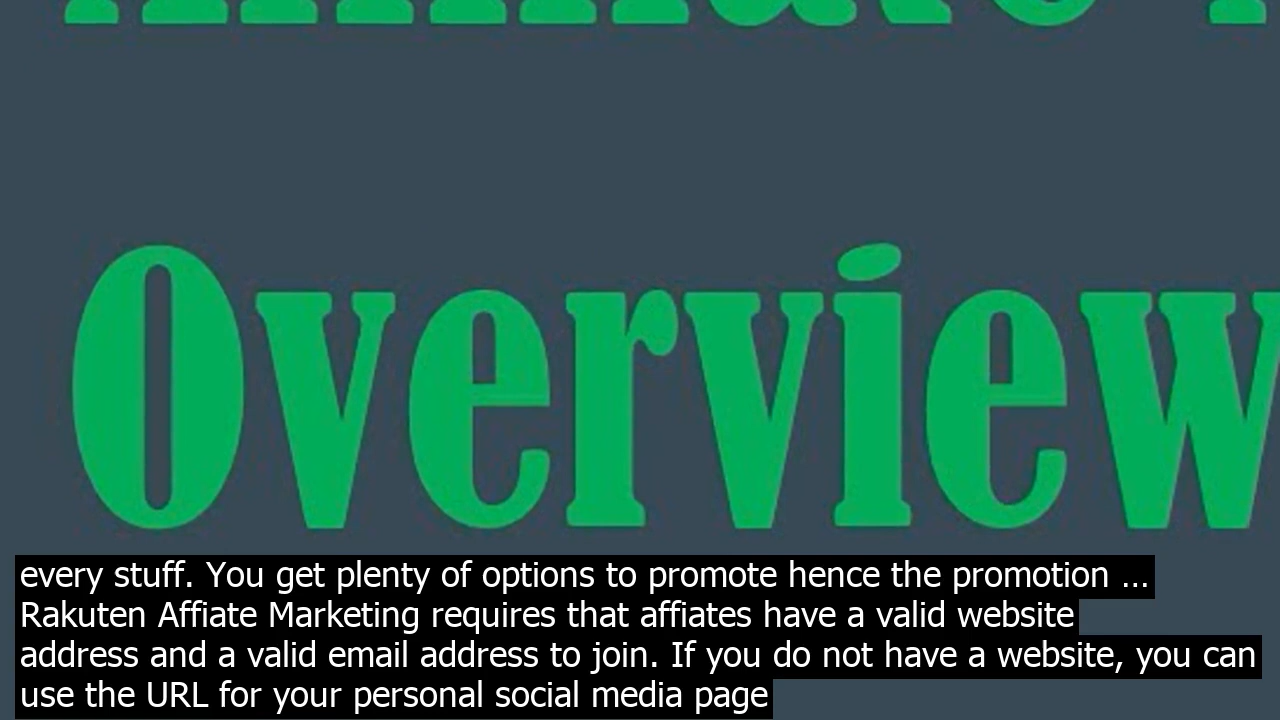 Overview
every stuff. You get plenty of options to promote hence the promotion ...
Rakuten Affiate Marketing requires that affiates have a valid website
address and a valid email address to join. If you do not have a website, you can
use the URL for your personal social media page